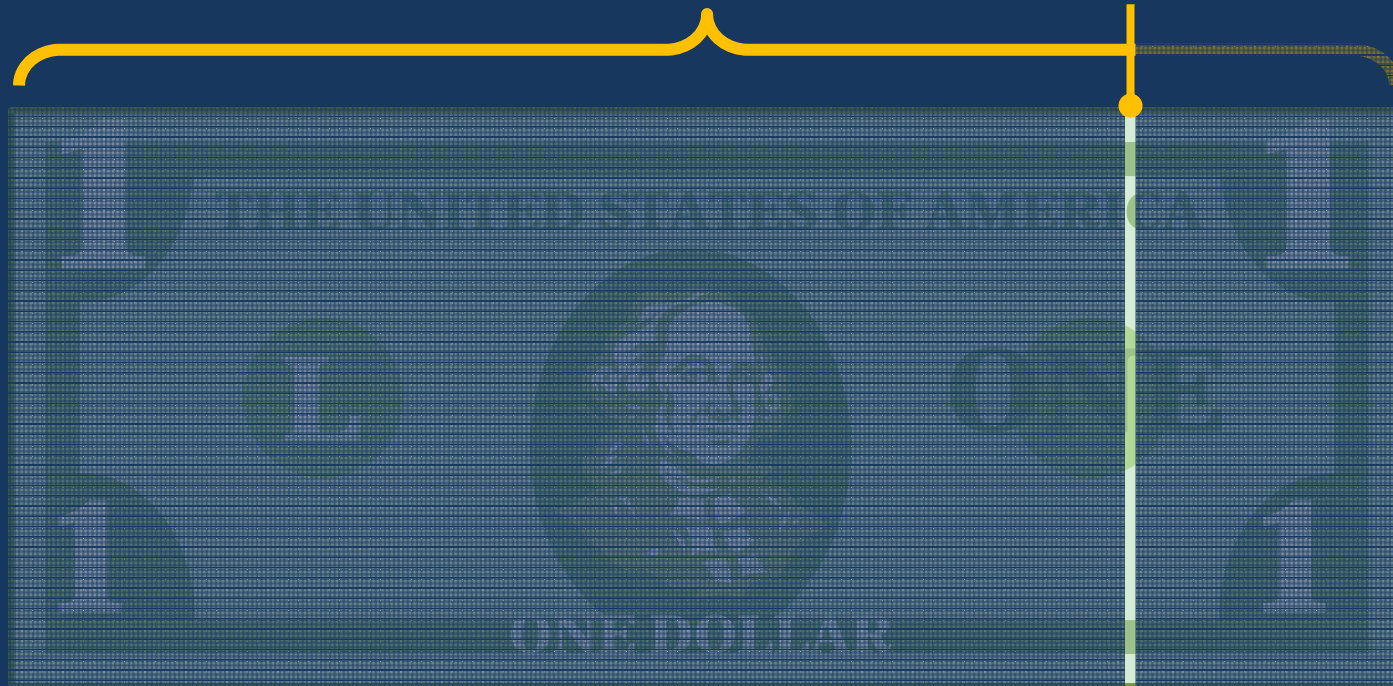 1 1
THE UNITED STATES OF AMERICA
L ONE
1 1
ONE DOLLAR